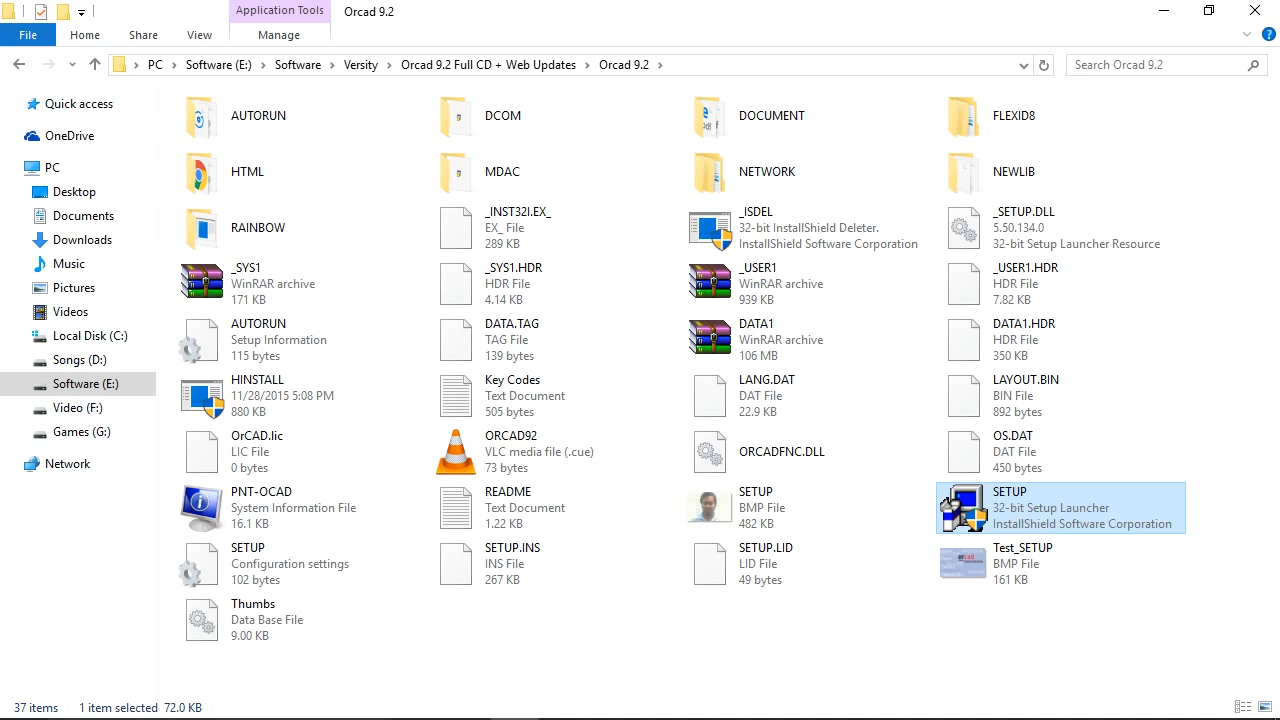 Application Tools
Orcad 9.2
File
Home
Share
View
Manage
PC
Software (E:)
Software
Versity
Orcad 9.2 Full CD + Web Updates
Orcad 9.2
Search Orcad 9.2
Quick access
OneDrive
PC
Desktop
Documents
Downloads
Music
Pictures
Videos
Local Disk (C:)
Songs (D:)
Software (E:)
Video (F:)
Games (G:)
Network
AUTORUN
DCOM
DOCUMENT
FLEXID8
HTML
MDAC
NETWORK
NEWLIB
RAINBOW
_INST32I.EX_
EX_ File
289 KB
_ISDEL
32-bit InstallShield Deleter.
InstallShield Software Corporation
_SETUP.DLL
5.50.134.0
32-bit Setup Launcher Resource
_SYS1
WinRAR archive
171 KB
_SYS1.HDR
HDR File
4.14 KB
_USER1
WinRAR archive
939 KB
_USER1.HDR
HDR File
7.82 KB
AUTORUN
Setup Information
115 bytes
DATA.TAG
TAG File
139 bytes
DATA1
WinRAR archive
106 MB
DATA1.HDR
HDR File
350 KB
HINSTALL
11/28/2015 5:08 PM
880 KB
Key Codes
Text Document
505 bytes
LANG.DAT
DAT File
22.9 KB
LAYOUT.BIN
BIN File
892 bytes
OrCAD.lic
LIC File
0 bytes
ORCAD92
VLC media file (.cue)
73 bytes
ORCADFNC.DLL
OS.DAT
DAT File
450 bytes
PNT-OCAD
System Information File
16.1 KB
README
Text Document
1.22 KB
SETUP
BMP File
482 KB
SETUP
32-bit Setup Launcher
InstallShield Software Corporation
SETUP
Configuration settings
102 bytes
SETUP.INS
INS File
267 KB
SETUP.LID
LID File
49 bytes
Test_SETUP
BMP File
161 KB
Thumbs
Data Base File
9.00 KB
37 items
1 item selected 72.0 KB